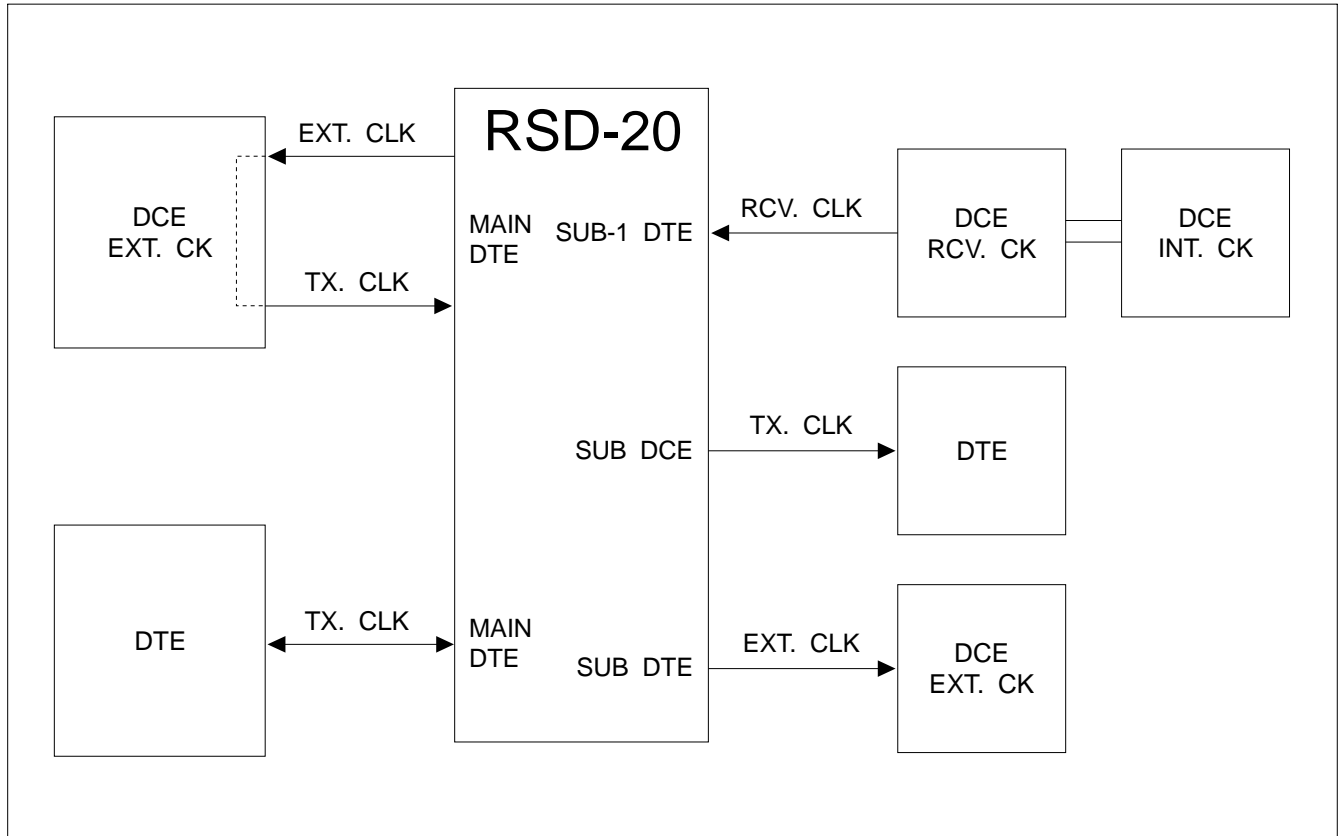 RSD-20
EXT. CLK
DCE
EXT. CK
TX. CLK
MAIN
DTE
SUB-1 DTE
RCV. CLK
DCE
RCV. CK
DCE
INT. CK
SUB DCE
TX. CLK
DTE
DTE
TX. CLK
MAIN
DTE
SUB DTE
EXT. CLK
DCE
EXT. CK